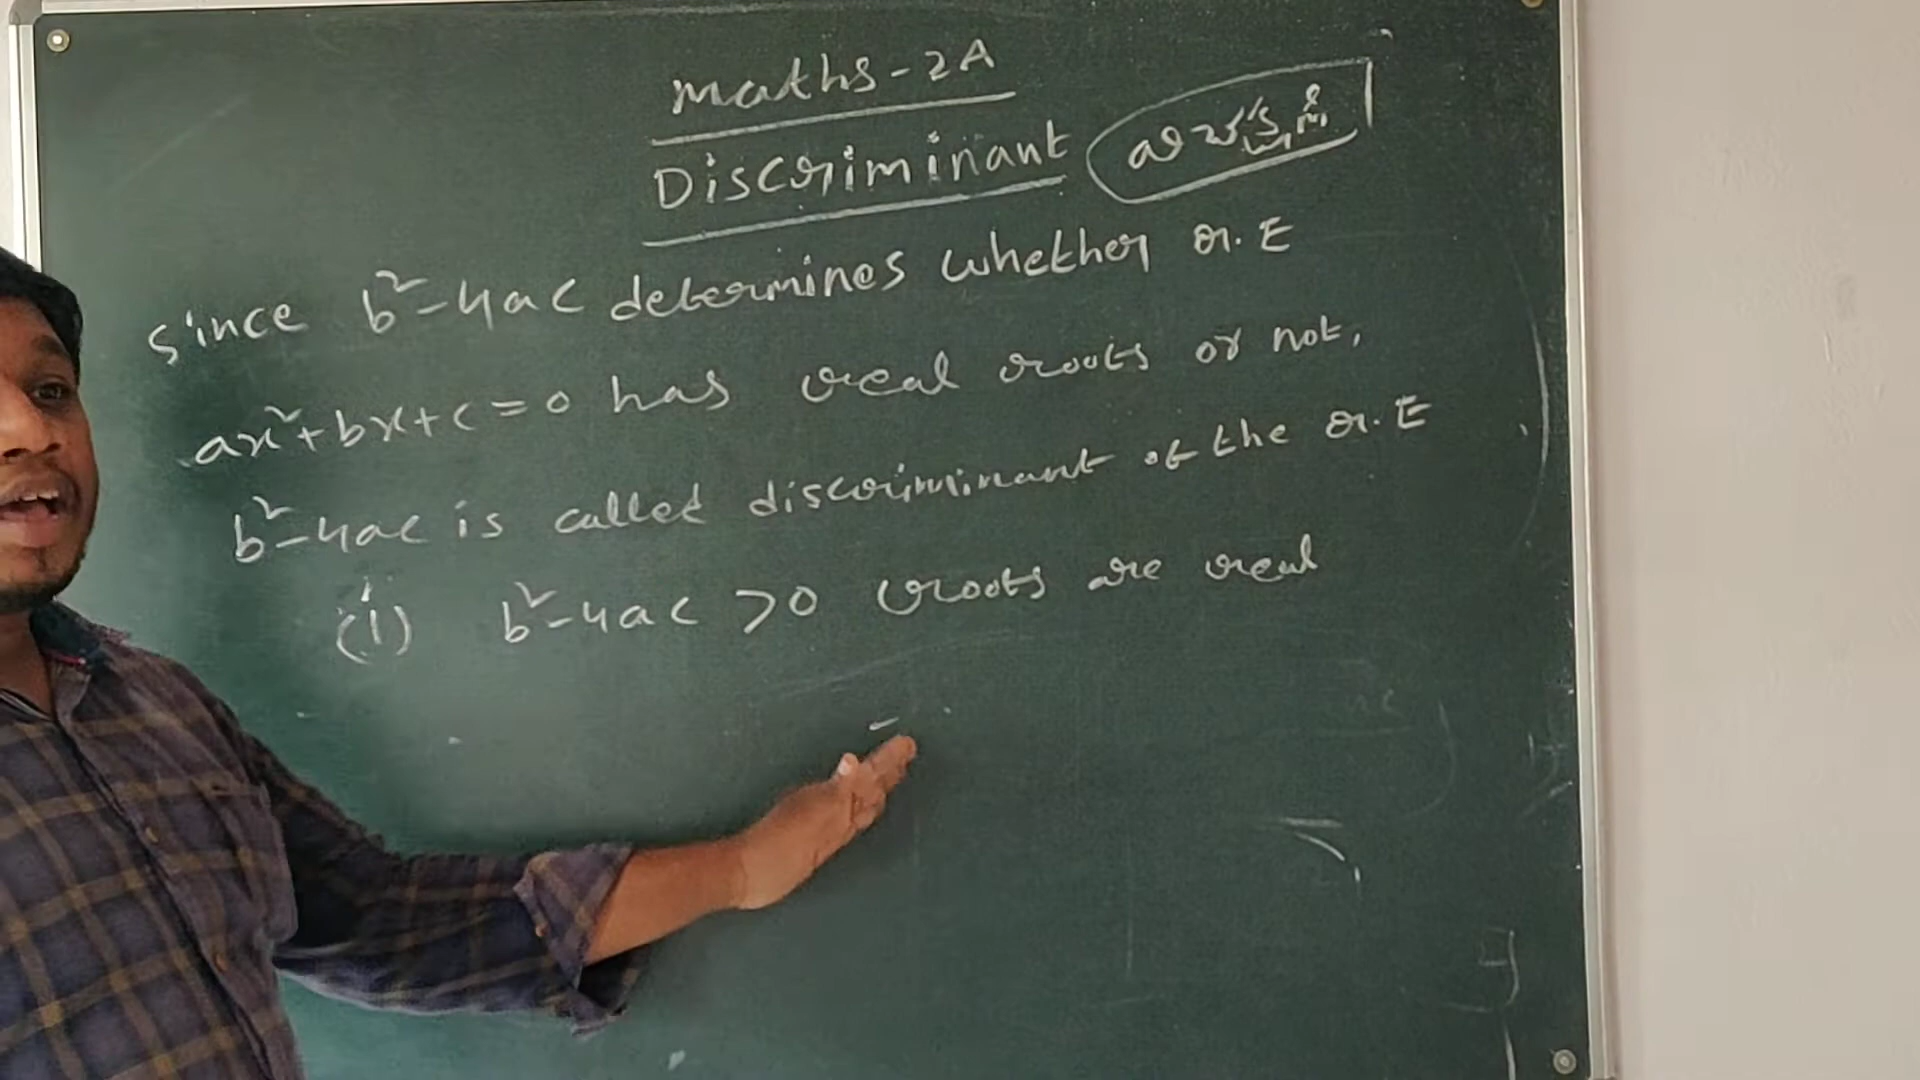 maths-2A
Discriminant
since b²-4ac determines whether Q.E
ax²+bx+c=0 has real roots or not,
b²-4ac is called discriminant of the Q.E
(i) b²-4ac >0 roots are real